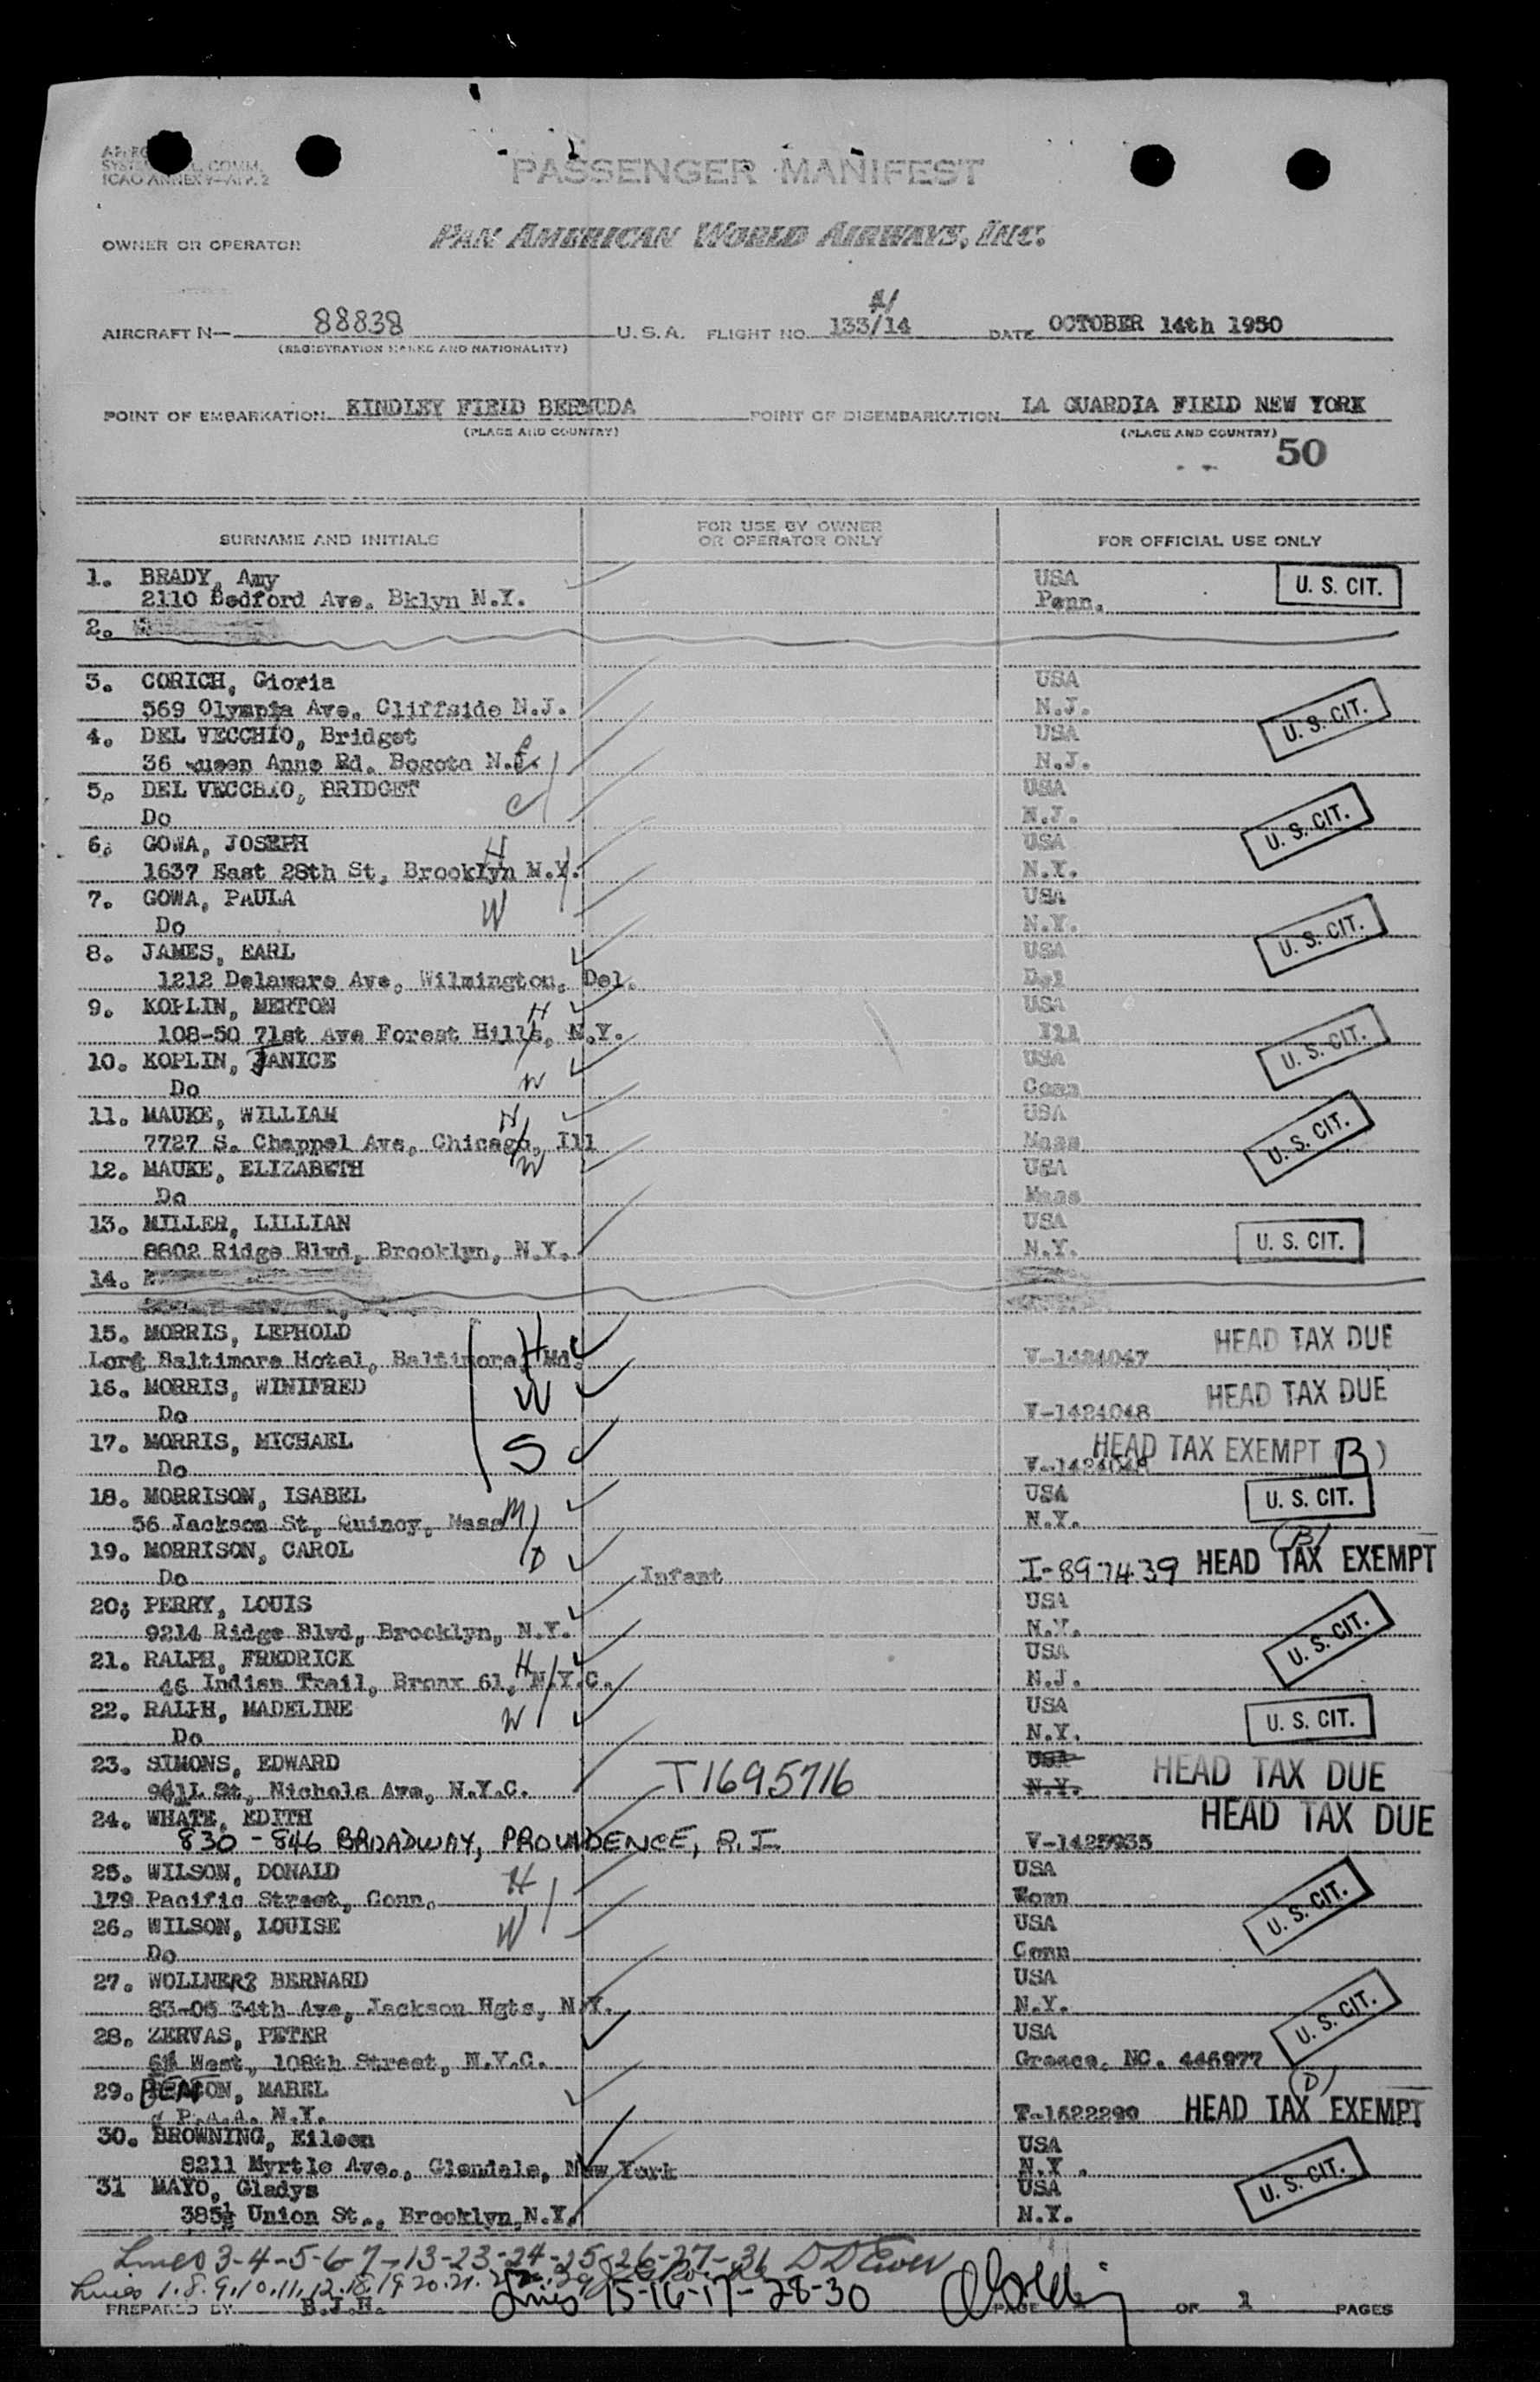 ICAO ANNEX 9—APP. 2
PASSENGER MANIFEST
OWNER OR OPERATOR PAN AMERICAN WORLD AIRWAYS, INC.
AIRCRAFT N— 88838 U.S.A. FLIGHT NO. 133/14 DATE OCTOBER 14th 1950
(REGISTRATION MARKS AND NATIONALITY)
POINT OF EMBARKATION KINDLEY FIELD BERMUDA POINT OF DISEMBARKATION LA GUARDIA FIELD NEW YORK
(PLACE AND COUNTRY) (PLACE AND COUNTRY)
50
SURNAME AND INITIALS FOR USE BY OWNER OR OPERATOR ONLY FOR OFFICIAL USE ONLY
1. BRADY, Amy USA U. S. CIT.
2110 Bedford Ave. Bklyn N.Y. Penn.
2.
3. CORICH, Gloria USA
569 Olympia Ave. Cliffside N.J. N.J. U. S. CIT.
4. DEL VECCHIO, Bridget USA
36 Queen Anne Rd. Bogota N.J. N.J.
5. DEL VECCHIO, BRIDGET C USA
Do N.J. U. S. CIT.
6. GOWA, JOSEPH H USA
1637 East 28th St, Brooklyn N.Y. N.Y.
7. GOWA, PAULA W USA
Do N.Y. U. S. CIT.
8. JAMES, EARL USA
1212 Delaware Ave, Wilmington, Del. Del
9. KOPLIN, MERTON H USA
108-50 71st Ave Forest Hills, N.Y. Ill U. S. CIT.
10. KOPLIN, JANICE USA
Do W Conn
11. MAUKE, WILLIAM H USA
7727 S. Chappel Ave, Chicago, Ill Mass U. S. CIT.
12. MAUKE, ELIZABETH W USA
Do Mass
13. MILLER, LILLIAN USA
8802 Ridge Blvd, Brooklyn, N.Y. N.Y. U. S. CIT.
14.
15. MORRIS, LEPHOLD H HEAD TAX DUE
Lord Baltimore Hotel, Baltimore, Md. V-1424047
16. MORRIS, WINIFRED W HEAD TAX DUE
Do V-1424048
17. MORRIS, MICHAEL S HEAD TAX EXEMPT (B)
Do V-1424048
18. MORRISON, ISABEL USA U. S. CIT.
56 Jackson St, Quincy, Mass M N.Y.
19. MORRISON, CAROL D (B)
Do Infant I-897439 HEAD TAX EXEMPT
20; PERRY, LOUIS USA
9214 Ridge Blvd, Brooklyn, N.Y. N.Y. U. S. CIT.
21. RALPH, FREDRICK H USA
46 Indian Trail, Bronx 61, N.Y.C. N.J.
22. RALPH, MADELINE W USA
Do N.Y. U. S. CIT.
23. SIMONS, EDWARD T1695716 USA HEAD TAX DUE
St, Nichols Ave, N.Y.C. N.Y.
24. WHATE, EDITH HEAD TAX DUE
830 - 846 BROADWAY, PROVIDENCE, R.I. V-1425935
25. WILSON, DONALD H USA
179 Pacific Street, Conn. Conn U. S. CIT.
26. WILSON, LOUISE W USA
Do Conn
27. WOLLNER, BERNARD USA
83-05 34th Ave, Jackson Hgts, N.Y. N.Y. U. S. CIT.
28. ZERVAS, PETER USA
West, 108th Street, N.Y.C. Greece, NC. 446977
29. MABEL (D)
P.A.A. N.Y. T-1622290 HEAD TAX EXEMPT
30. BROWNING, Eileen USA
8211 Myrtle Ave., Glendale, New York N.Y.
31 MAYO, Gladys USA U. S. CIT.
385½ Union St., Brooklyn, N.Y. N.Y.
Lines 3-4-5-6-7-13-23-24-25-26-27-31
Lines 1.8.9.10.11.12.18.19.20.21.
Lines 15-16-17-28-30
PREPARED BY B.J.H. PAGE OF 1 PAGES